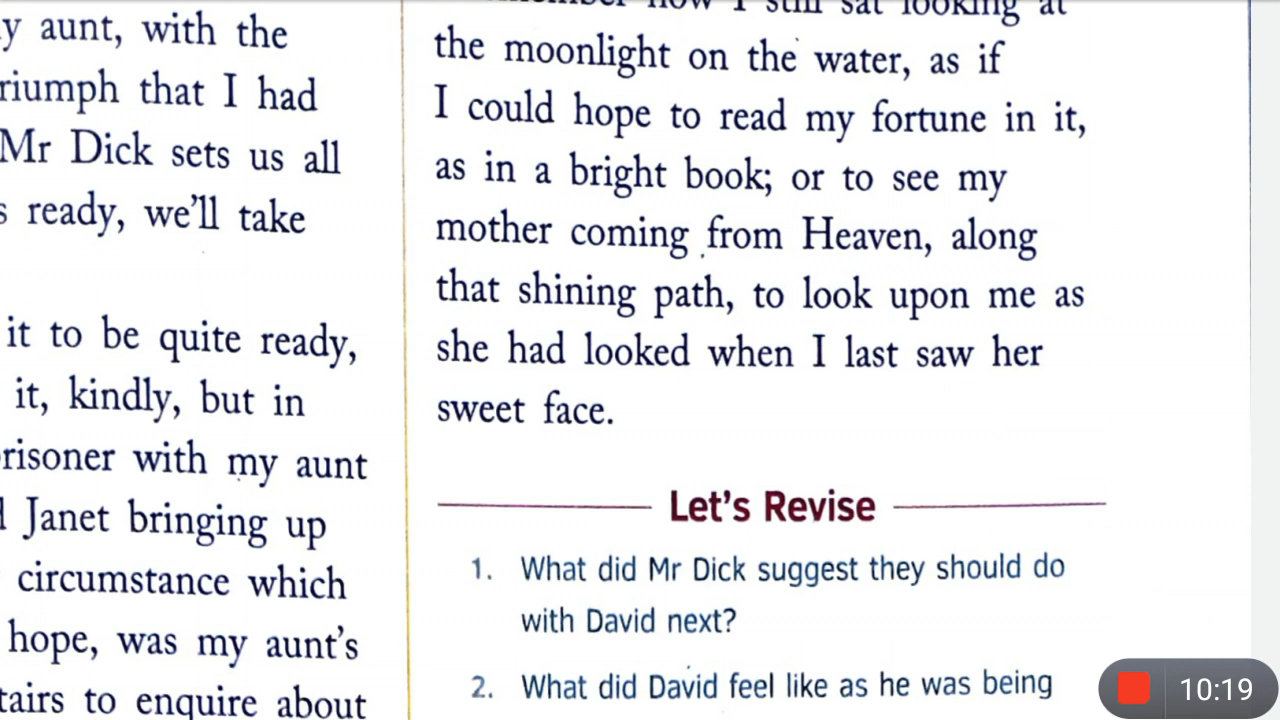 aunt, with the
that I had
Mr Dick sets us all
ready, we'll take
it to be quite ready,
it, kindly, but in
with my aunt
Janet bringing up
circumstance which
hope, was my aunt's
to enquire about
now I still sat looking at
the moonlight on the water, as if
I could hope to read my fortune in it,
as in a bright book; or to see my
mother coming from Heaven, along
that shining path, to look upon me as
she had looked when I last saw her
sweet face.
Let's Revise
1. What did Mr Dick suggest they should do
with David next?
2. What did David feel like as he was being
10:19